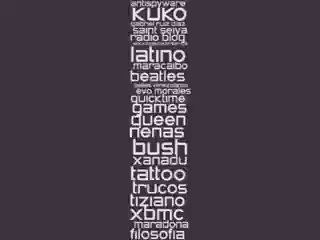 antispyware
kuko
gabriel ruiz diaz
saint seiya
radio blog
latino
maracaibo
beatles
evo morales
quicktime
games
queen
nenas
bush
xanadu
tattoo
trucos
tiziano
xbmc
maradona
filosofia